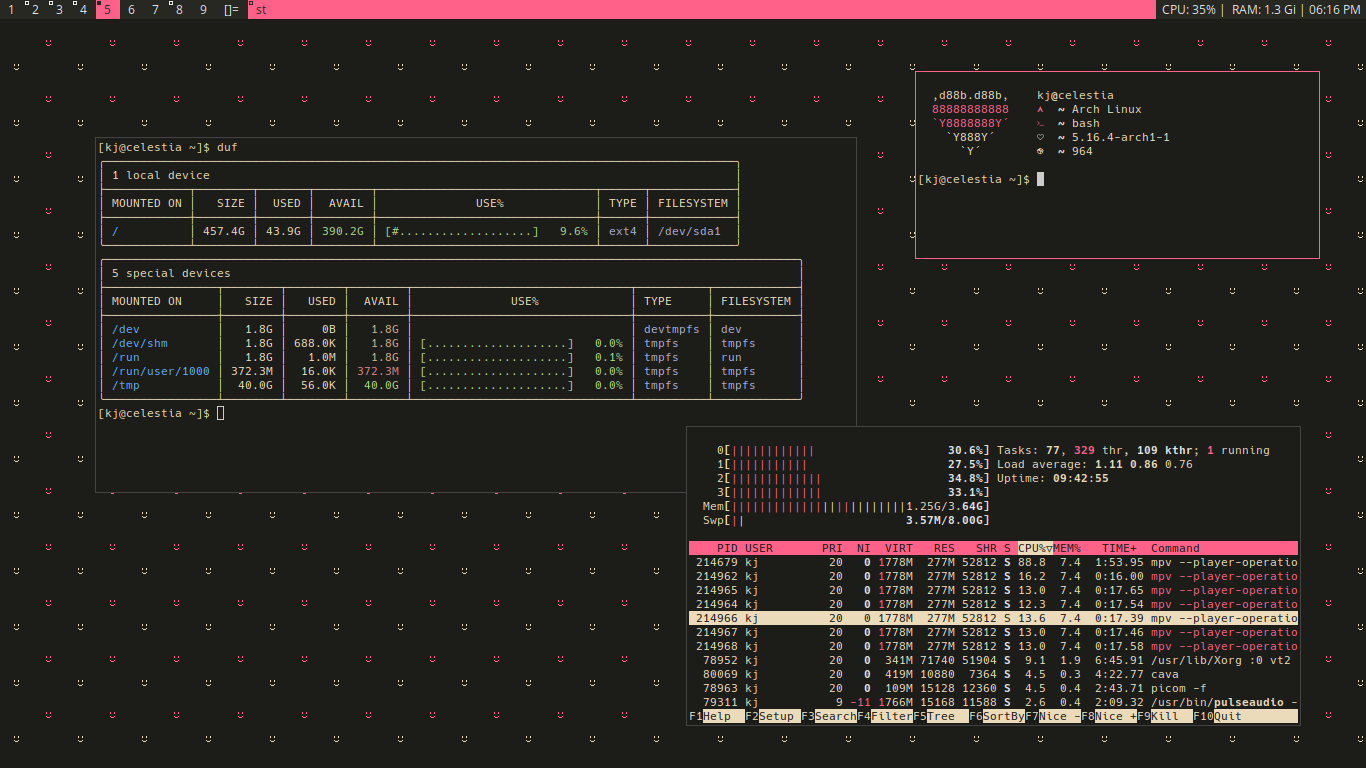 1 2 3 4 5 6 7 8 9 []= st CPU: 35% | RAM: 1.3 Gi | 06:16 PM
,d88b.d88b, kj@celestia
88888888888 ~ Arch Linux
`Y8888888Y´ ~ bash
`Y888Y´ ♡ ~ 5.16.4-arch1-1
`Y´ ~ 964
[kj@celestia ~]$
[kj@celestia ~]$ duf
1 local device
MOUNTED ON SIZE USED AVAIL USE% TYPE FILESYSTEM
/ 457.4G 43.9G 390.2G [#...................] 9.6% ext4 /dev/sda1
5 special devices
MOUNTED ON SIZE USED AVAIL USE% TYPE FILESYSTEM
/dev 1.8G 0B 1.8G devtmpfs dev
/dev/shm 1.8G 688.0K 1.8G [....................] 0.0% tmpfs tmpfs
/run 1.8G 1.0M 1.8G [....................] 0.1% tmpfs run
/run/user/1000 372.3M 16.0K 372.3M [....................] 0.0% tmpfs tmpfs
/tmp 40.0G 56.0K 40.0G [....................] 0.0% tmpfs tmpfs
[kj@celestia ~]$
0[|||||||||||| 30.6%] Tasks: 77, 329 thr, 109 kthr; 1 running
1[||||||||||| 27.5%] Load average: 1.11 0.86 0.76
2[||||||||||||| 34.8%] Uptime: 09:42:55
3[||||||||||||| 33.1%]
Mem[|||||||||||||||||||||||||1.25G/3.64G]
Swp[|| 3.57M/8.00G]
PID USER PRI NI VIRT RES SHR S CPU%▽MEM% TIME+ Command
214679 kj 20 0 1778M 277M 52812 S 88.8 7.4 1:53.95 mpv --player-operatio
214962 kj 20 0 1778M 277M 52812 S 16.2 7.4 0:16.00 mpv --player-operatio
214965 kj 20 0 1778M 277M 52812 S 13.0 7.4 0:17.65 mpv --player-operatio
214964 kj 20 0 1778M 277M 52812 S 12.3 7.4 0:17.54 mpv --player-operatio
214966 kj 20 0 1778M 277M 52812 S 13.6 7.4 0:17.39 mpv --player-operatio
214967 kj 20 0 1778M 277M 52812 S 13.0 7.4 0:17.46 mpv --player-operatio
214968 kj 20 0 1778M 277M 52812 S 13.0 7.4 0:17.58 mpv --player-operatio
78952 kj 20 0 341M 71740 51904 S 9.1 1.9 6:45.91 /usr/lib/Xorg :0 vt2
80069 kj 20 0 419M 10880 7364 S 4.5 0.3 4:22.77 cava
78963 kj 20 0 109M 15128 12360 S 4.5 0.4 2:43.71 picom -f
79311 kj 9 -11 1766M 15168 11588 S 2.6 0.4 2:09.32 /usr/bin/pulseaudio -
F1Help F2Setup F3SearchF4FilterF5Tree F6SortByF7Nice -F8Nice +F9Kill F10Quit